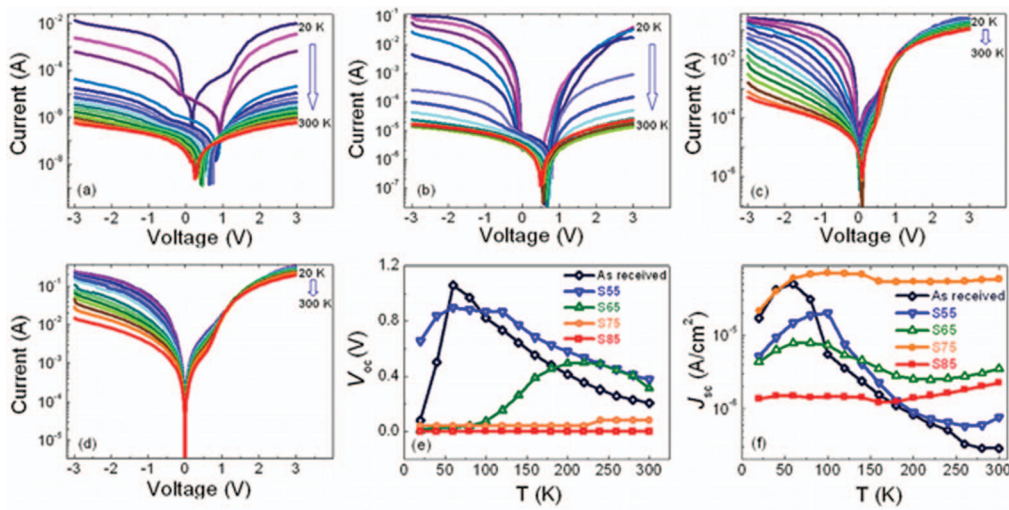 10⁻²
10⁻⁴
10⁻⁶
10⁻⁸
Current (A)
20 K
300 K
(a)
-3 -2 -1 0 1 2 3
Voltage (V)
10⁻¹
10⁻²
10⁻³
10⁻⁴
10⁻⁵
10⁻⁶
10⁻⁷
Current (A)
20 K
300 K
(b)
-3 -2 -1 0 1 2 3
Voltage (V)
10⁻²
10⁻⁴
10⁻⁶
Current (A)
20 K
300 K
(c)
-3 -2 -1 0 1 2 3
Voltage (V)
10⁻¹
10⁻²
10⁻³
10⁻⁴
10⁻⁵
Current (A)
20 K
300 K
(d)
-3 -2 -1 0 1 2 3
Voltage (V)
1.2
0.8
0.4
0.0
Voc (V)
As received
S55
S65
S75
S85
(e)
0 50 100 150 200 250 300
T (K)
10⁻⁵
10⁻⁶
Jsc (A/cm²)
As received
S55
S65
S75
S85
(f)
0 50 100 150 200 250 300
T (K)